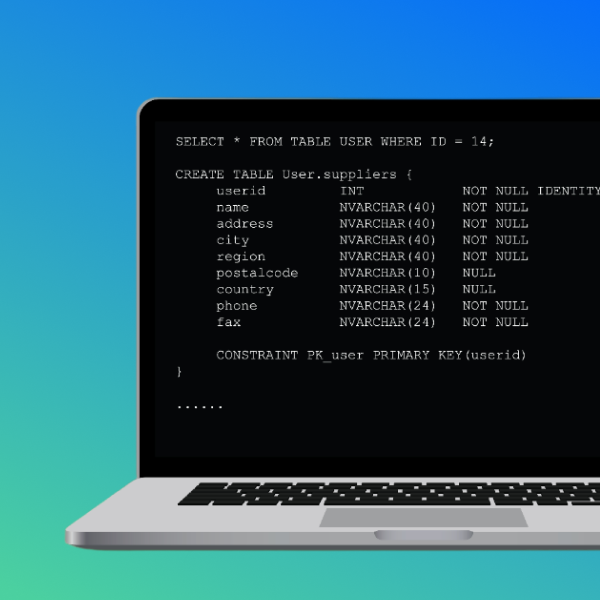 SELECT * FROM TABLE USER WHERE ID = 14;
CREATE TABLE User.suppliers {
userid INT NOT NULL IDENTITY
name NVARCHAR(40) NOT NULL
address NVARCHAR(40) NOT NULL
city NVARCHAR(40) NOT NULL
region NVARCHAR(40) NOT NULL
postalcode NVARCHAR(10) NULL
country NVARCHAR(15) NULL
phone NVARCHAR(24) NOT NULL
fax NVARCHAR(24) NOT NULL
CONSTRAINT PK_user PRIMARY KEY(userid)
}
......